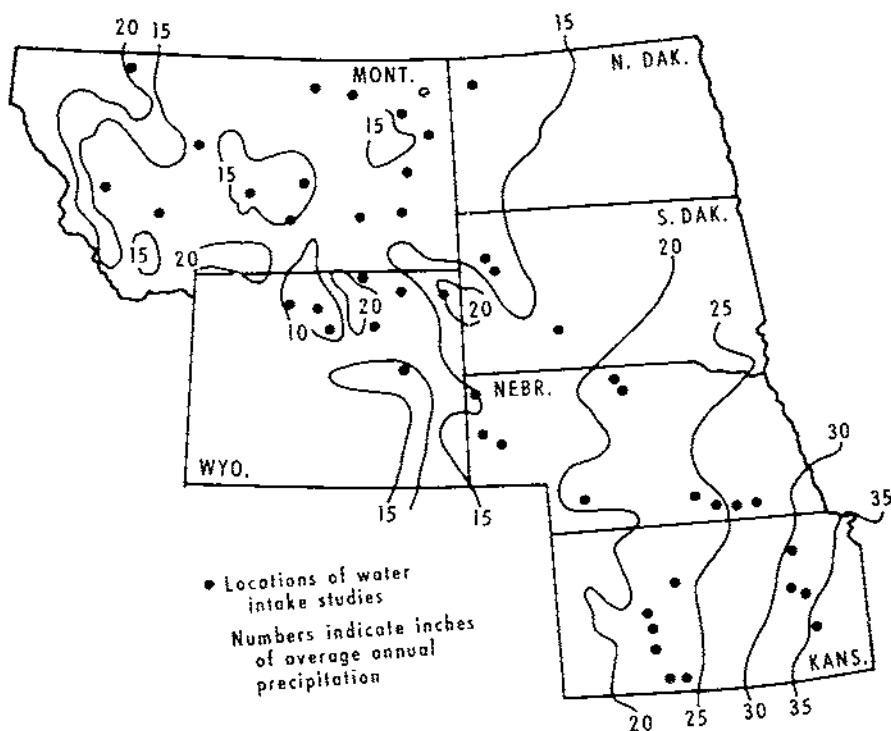 20 15
15
N. DAK.
MONT.
15
15
S. DAK.
15
20
20
25
20
10
NEBR.
30
WYO.
35
15
15
• Locations of water
intake studies
Numbers indicate inches
of average annual
precipitation
KANS.
20
25
30
35